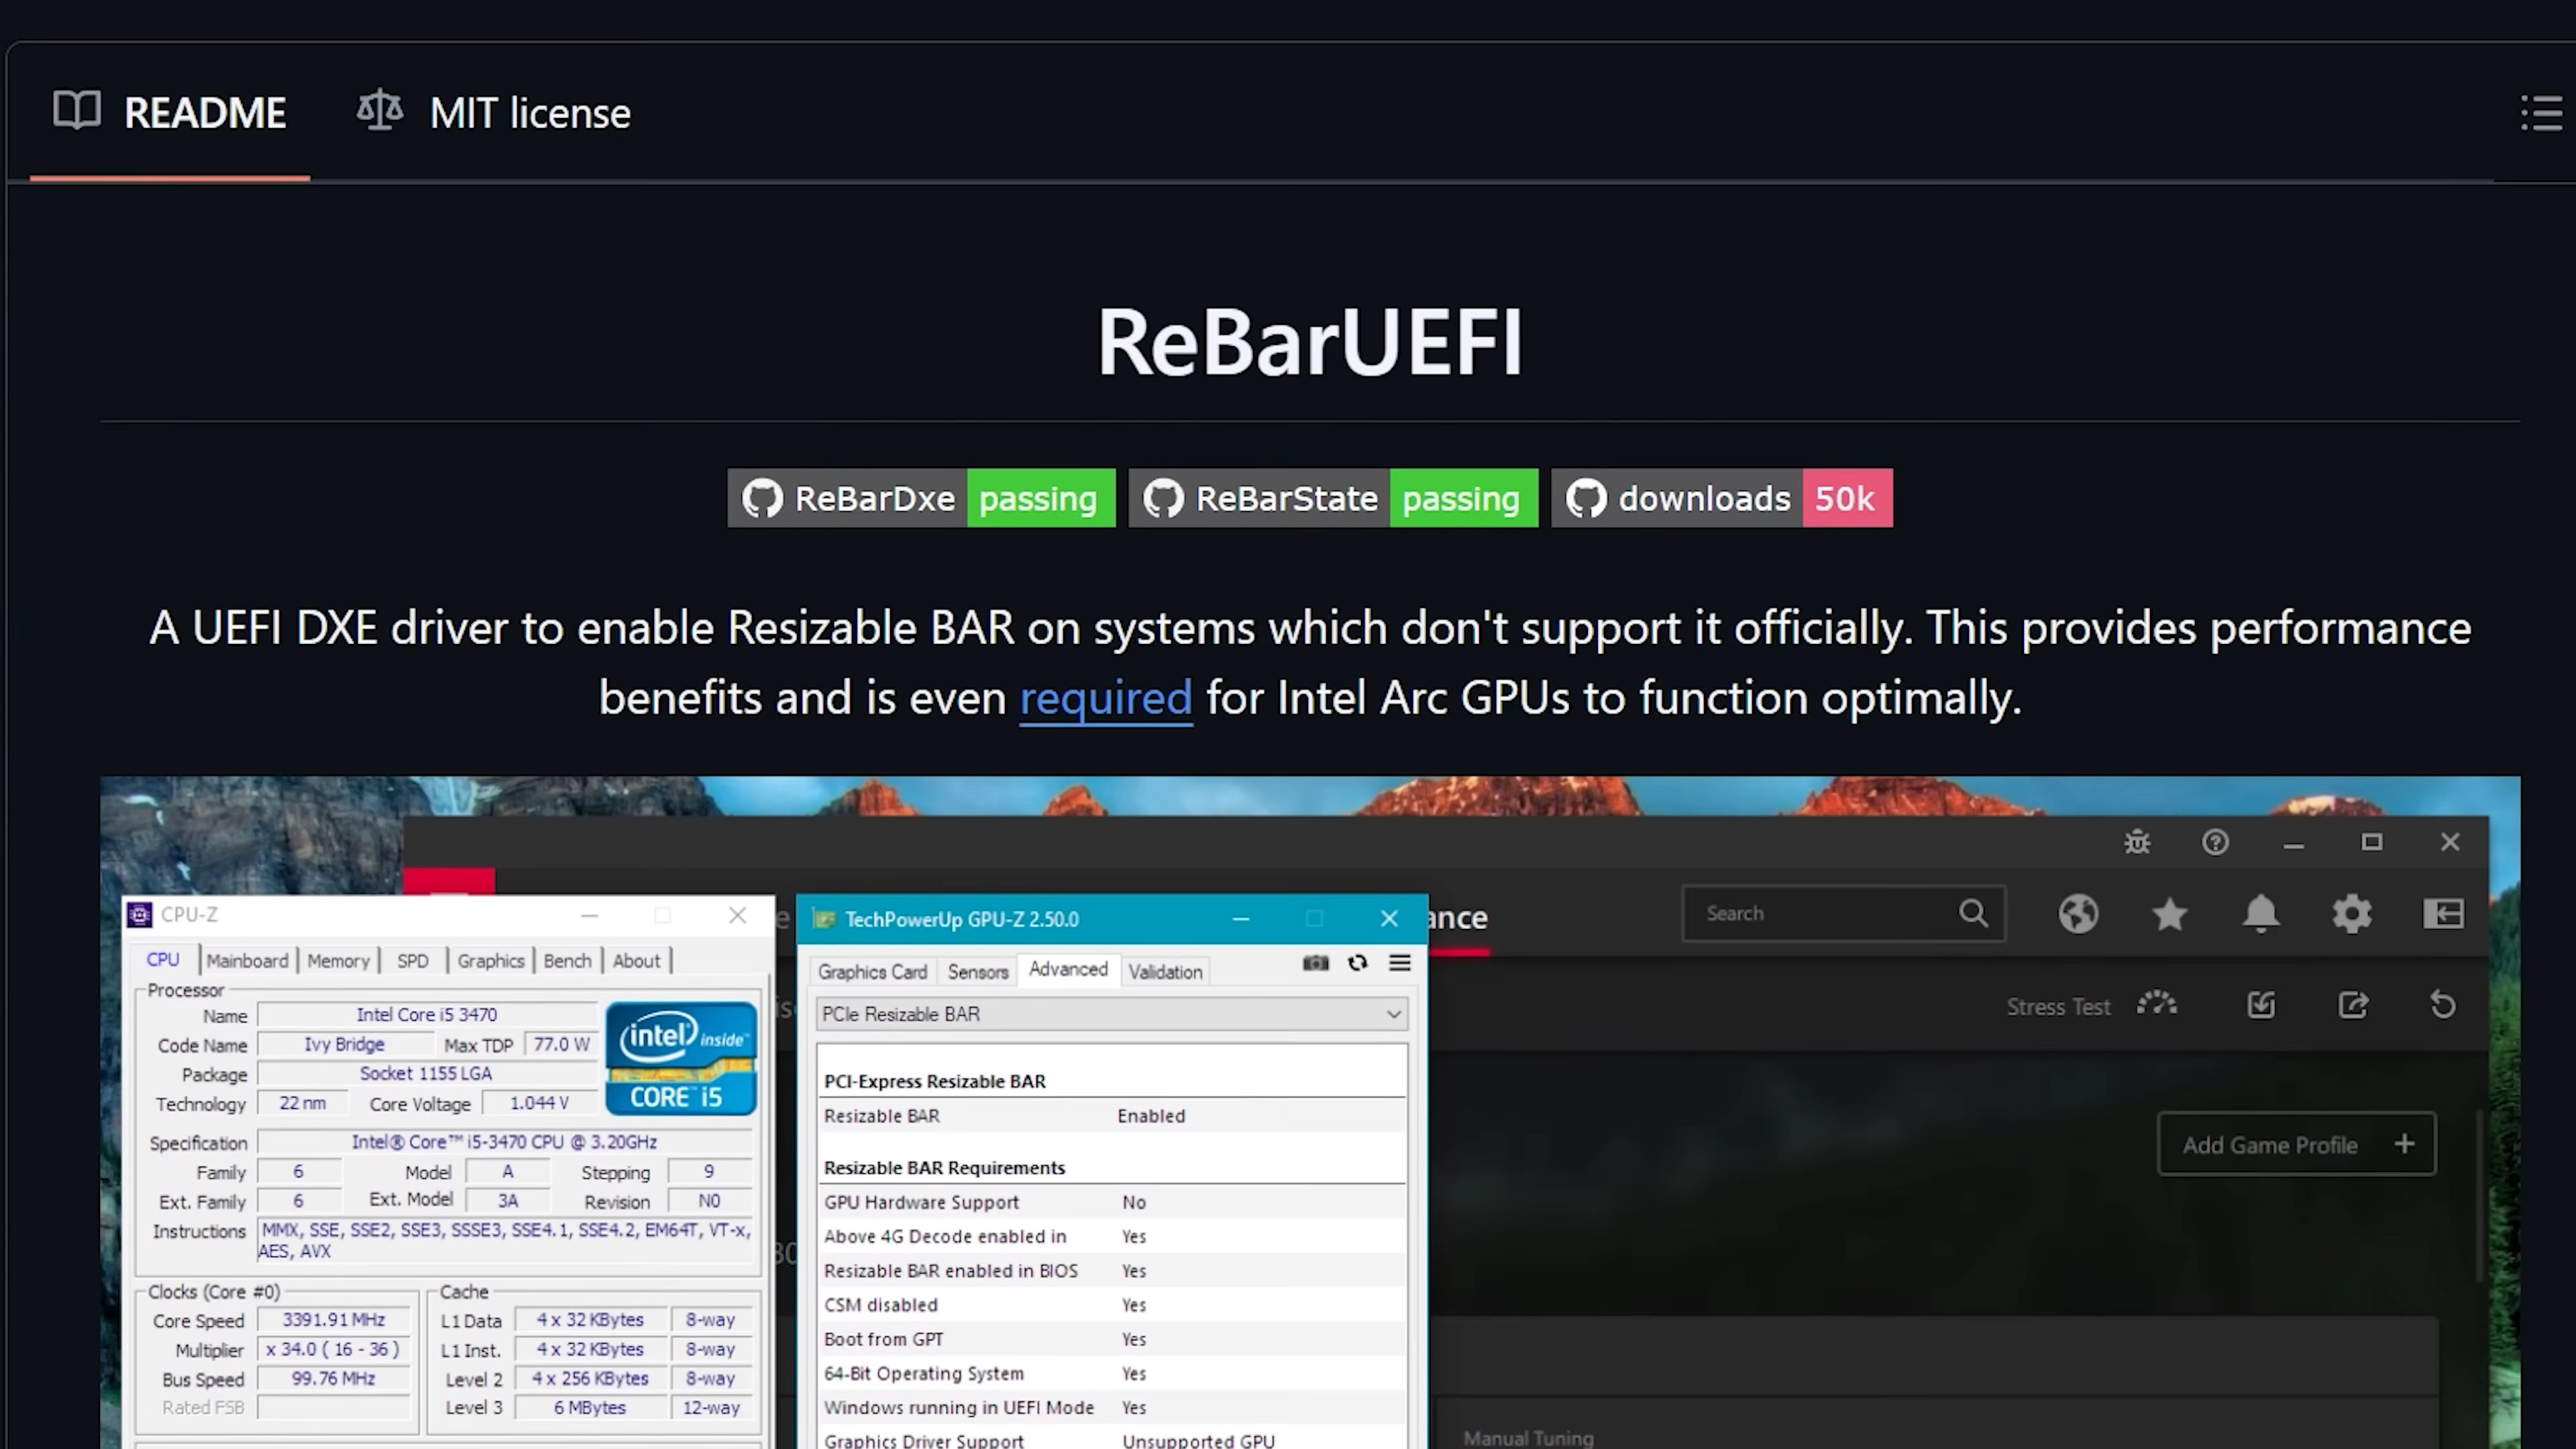 README MIT license
ReBarUEFI
ReBarDxe passing ReBarState passing downloads 50k
A UEFI DXE driver to enable Resizable BAR on systems which don't support it officially. This provides performance
benefits and is even required for Intel Arc GPUs to function optimally.
CPU-Z
CPU Mainboard Memory SPD Graphics Bench About
Processor
Name Intel Core i5 3470
Code Name Ivy Bridge Max TDP 77.0 W
Package Socket 1155 LGA
Technology 22 nm Core Voltage 1.044 V
intel inside™
CORE™ i5
Specification Intel® Core™ i5-3470 CPU @ 3.20GHz
Family 6 Model A Stepping 9
Ext. Family 6 Ext. Model 3A Revision N0
Instructions MMX, SSE, SSE2, SSE3, SSSE3, SSE4.1, SSE4.2, EM64T, VT-x,
AES, AVX
Clocks (Core #0)
Core Speed 3391.91 MHz
Multiplier x 34.0 ( 16 - 36 )
Bus Speed 99.76 MHz
Rated FSB
Cache
L1 Data 4 x 32 KBytes 8-way
L1 Inst. 4 x 32 KBytes 8-way
Level 2 4 x 256 KBytes 8-way
Level 3 6 MBytes 12-way
TechPowerUp GPU-Z 2.50.0
Graphics Card Sensors Advanced Validation
PCIe Resizable BAR
PCI-Express Resizable BAR
Resizable BAR Enabled
Resizable BAR Requirements
GPU Hardware Support No
Above 4G Decode enabled in Yes
Resizable BAR enabled in BIOS Yes
CSM disabled Yes
Boot from GPT Yes
64-Bit Operating System Yes
Windows running in UEFI Mode Yes
Graphics Driver Support Unsupported GPU
ance
Search
Stress Test
Add Game Profile +
Manual Tuning